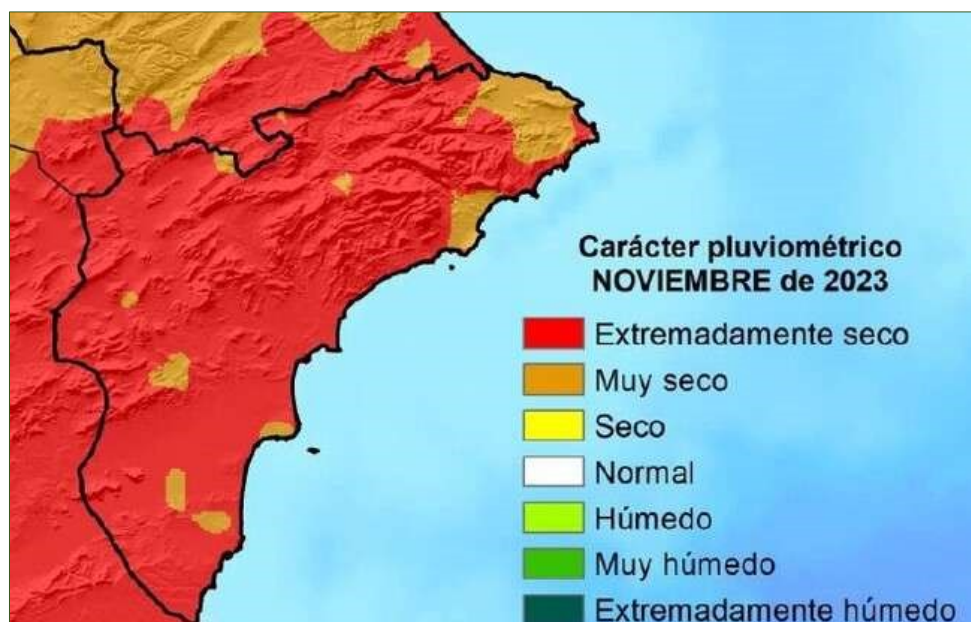 Carácter pluviométrico
NOVIEMBRE de 2023
Extremadamente seco
Muy seco
Seco
Normal
Húmedo
Muy húmedo
Extremadamente húmedo